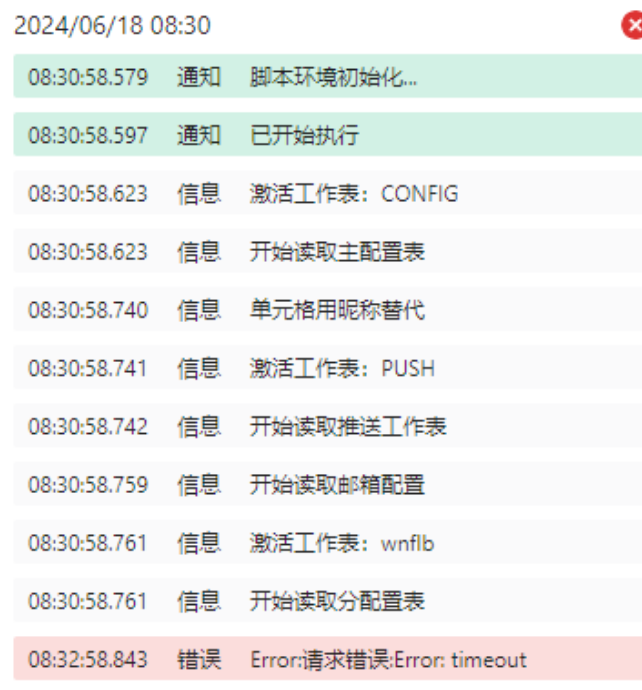 2024/06/18 08:30
08:30:58.579 通知 脚本环境初始化...
08:30:58.597 通知 已开始执行
08:30:58.623 信息 激活工作表：CONFIG
08:30:58.623 信息 开始读取主配置表
08:30:58.740 信息 单元格用昵称替代
08:30:58.741 信息 激活工作表：PUSH
08:30:58.742 信息 开始读取推送工作表
08:30:58.759 信息 开始读取邮箱配置
08:30:58.761 信息 激活工作表：wnflb
08:30:58.761 信息 开始读取分配置表
08:32:58.843 错误 Error:请求错误:Error: timeout